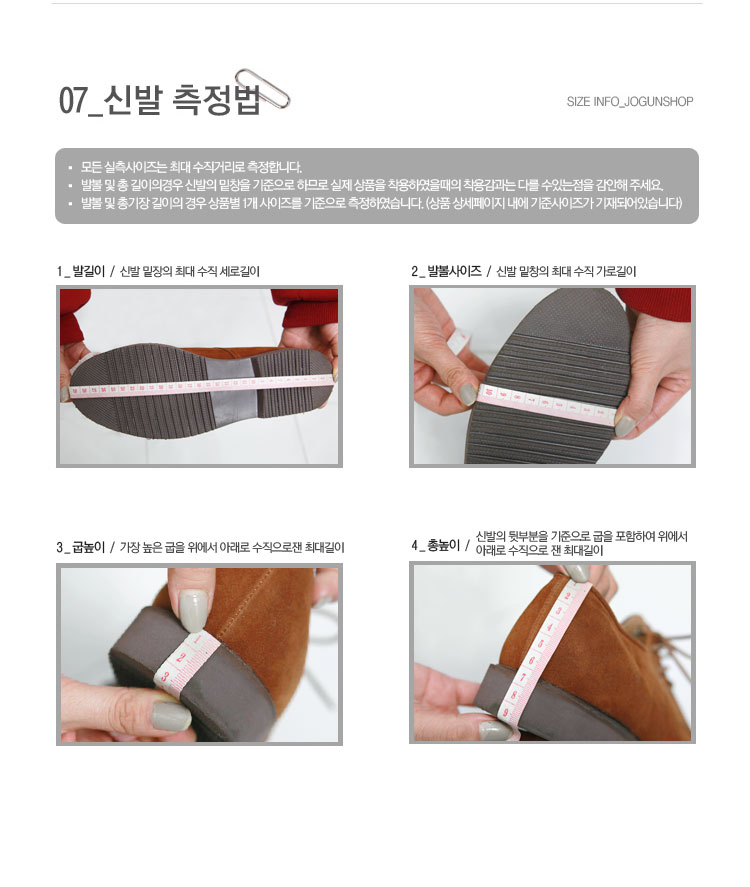 07_신발 측정법
SIZE INFO_JOGUNSHOP
• 모든 실측사이즈는 최대 수직거리로 측정합니다.
• 발볼 및 총 길이의경우 신발의 밑창을 기준으로 하므로 실제 상품을 착용하였을때의 착용감과는 다를 수있는점을 감안해 주세요.
• 발볼 및 총기장 길이의 경우 상품별 1개 사이즈를 기준으로 측정하였습니다. (상품 상세페이지 내에 기준사이즈가 기재되어있습니다)
1_발길이 / 신발 밑장의 최대 수직 세로길이
2_발볼사이즈 / 신발 밑창의 최대 수직 가로길이
3_굽높이 / 가장 높은 굽을 위에서 아래로 수직으로잰 최대길이
4_총높이 / 신발의 뒷부분을 기준으로 굽을 포함하여 위에서
아래로 수직으로 잰 최대길이